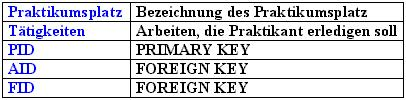 Praktikumsplatz Bezeichnung des Praktikumsplatz
Tätigkeiten Arbeiten, die Praktikant erledigen soll
PID PRIMARY KEY
AID FOREIGN KEY
FID FOREIGN KEY